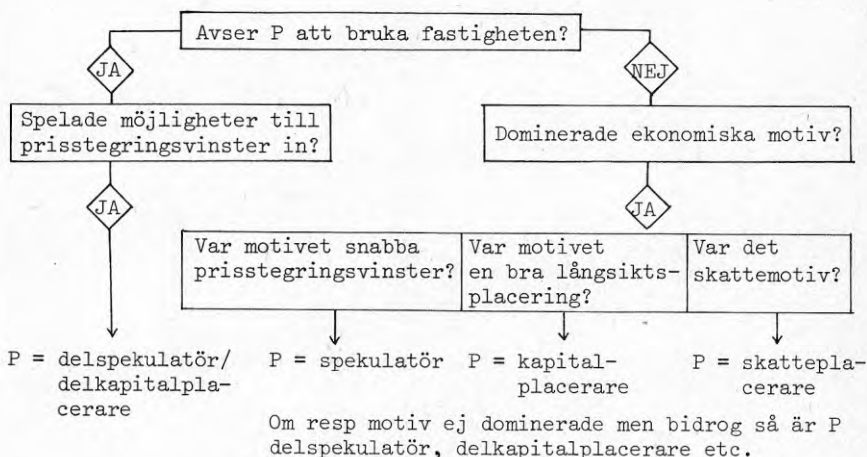 Avser P att bruka fastigheten?
JA
NEJ
Spelade möjligheter till
prisstegringsvinster in?
Dominerade ekonomiska motiv?
JA
JA
Var motivet snabba
prisstegringsvinster?
Var motivet
en bra långsikts-
placering?
Var det
skattemotiv?
P = delspekulatör/
delkapitalpla-
cerare
P = spekulatör
P = kapital-
placerare
P = skattepla-
cerare
Om resp motiv ej dominerade men bidrog så är P
delspekulatör, delkapitalplacerare etc.